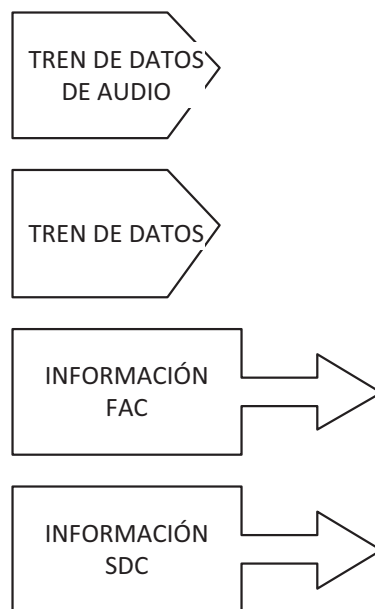 TREN DE DATOS
DE AUDIO
TREN DE DATOS
INFORMACIÓN
FAC
INFORMACIÓN
SDC